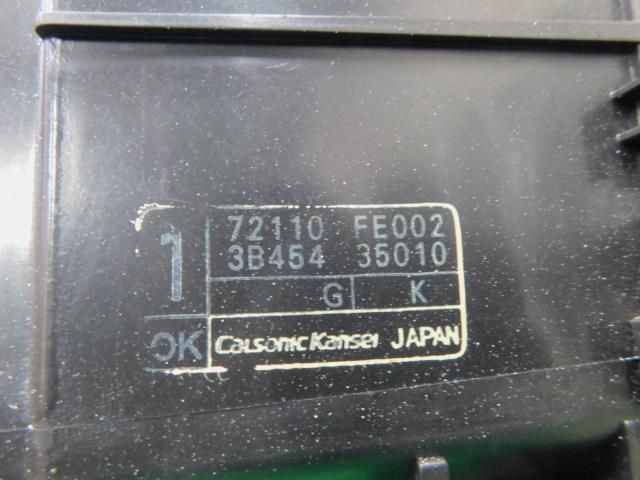 1
72110 FE002
3B454 35010
G K
OK Calsonic Kansei JAPAN